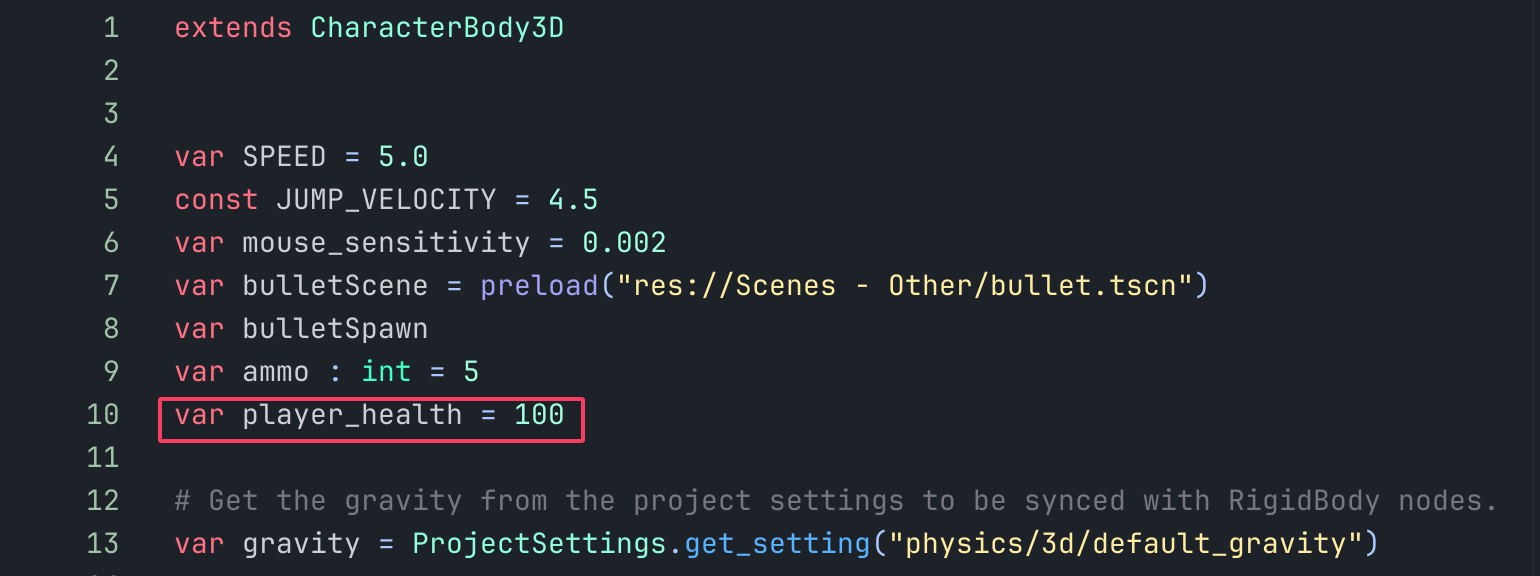 1 extends CharacterBody3D
2
3
4 var SPEED = 5.0
5 const JUMP_VELOCITY = 4.5
6 var mouse_sensitivity = 0.002
7 var bulletScene = preload("res://Scenes - Other/bullet.tscn")
8 var bulletSpawn
9 var ammo : int = 5
10 var player_health = 100
11
12 # Get the gravity from the project settings to be synced with RigidBody nodes.
13 var gravity = ProjectSettings.get_setting("physics/3d/default_gravity")